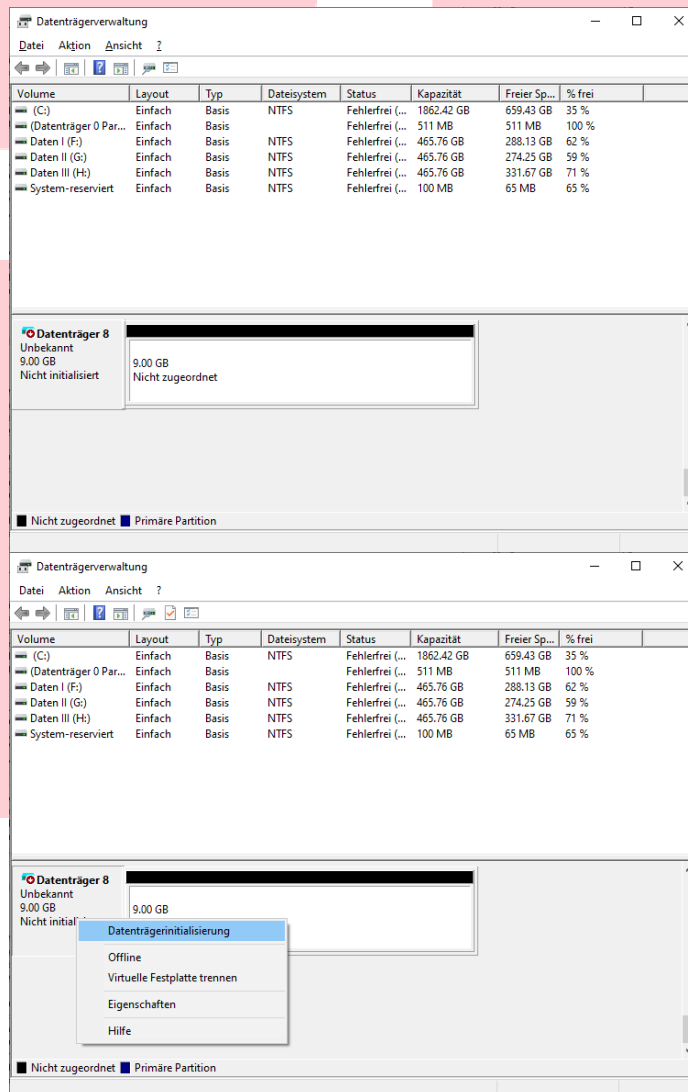 Datenträgerverwaltung
Datei Aktion Ansicht ?
Volume Layout Typ Dateisystem Status Kapazität Freier Sp... % frei
(C:) Einfach Basis NTFS Fehlerfrei (... 1862.42 GB 659.43 GB 35 %
(Datenträger 0 Par... Einfach Basis Fehlerfrei (... 511 MB 511 MB 100 %
Daten I (F:) Einfach Basis NTFS Fehlerfrei (... 465.76 GB 288.13 GB 62 %
Daten II (G:) Einfach Basis NTFS Fehlerfrei (... 465.76 GB 274.25 GB 59 %
Daten III (H:) Einfach Basis NTFS Fehlerfrei (... 465.76 GB 331.67 GB 71 %
System-reserviert Einfach Basis NTFS Fehlerfrei (... 100 MB 65 MB 65 %
Datenträger 8
Unbekannt
9.00 GB
Nicht initialisiert
9.00 GB
Nicht zugeordnet
Nicht zugeordnet Primäre Partition
Datenträgerverwaltung
Datei Aktion Ansicht ?
Volume Layout Typ Dateisystem Status Kapazität Freier Sp... % frei
(C:) Einfach Basis NTFS Fehlerfrei (... 1862.42 GB 659.43 GB 35 %
(Datenträger 0 Par... Einfach Basis Fehlerfrei (... 511 MB 511 MB 100 %
Daten I (F:) Einfach Basis NTFS Fehlerfrei (... 465.76 GB 288.13 GB 62 %
Daten II (G:) Einfach Basis NTFS Fehlerfrei (... 465.76 GB 274.25 GB 59 %
Daten III (H:) Einfach Basis NTFS Fehlerfrei (... 465.76 GB 331.67 GB 71 %
System-reserviert Einfach Basis NTFS Fehlerfrei (... 100 MB 65 MB 65 %
Datenträger 8
Unbekannt
9.00 GB
Nicht initiali
9.00 GB
Datenträgerinitialisierung
Offline
Virtuelle Festplatte trennen
Eigenschaften
Hilfe
Nicht zugeordnet Primäre Partition